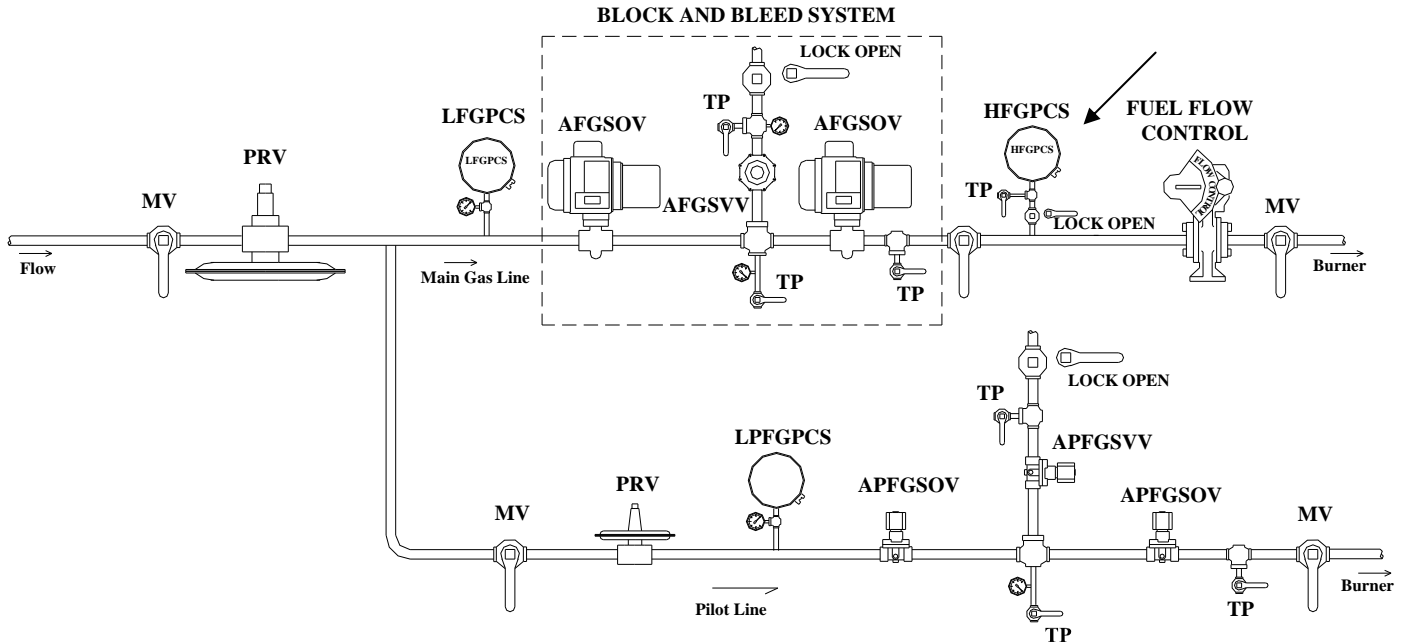 BLOCK AND BLEED SYSTEM
LOCK OPEN
TP
LFGPCS
AFGSOV
AFGSOV
HFGPCS
FUEL FLOW
CONTROL
PRV
LFGPCS
HFGPCS
FLOW CONTROL
MV
AFGSVV
TP
LOCK OPEN
MV
Flow
Main Gas Line
TP
TP
Burner
LOCK OPEN
TP
LPFGPCS
APFGSVV
PRV
APFGSOV
APFGSOV
MV
MV
Pilot Line
TP
Burner
TP